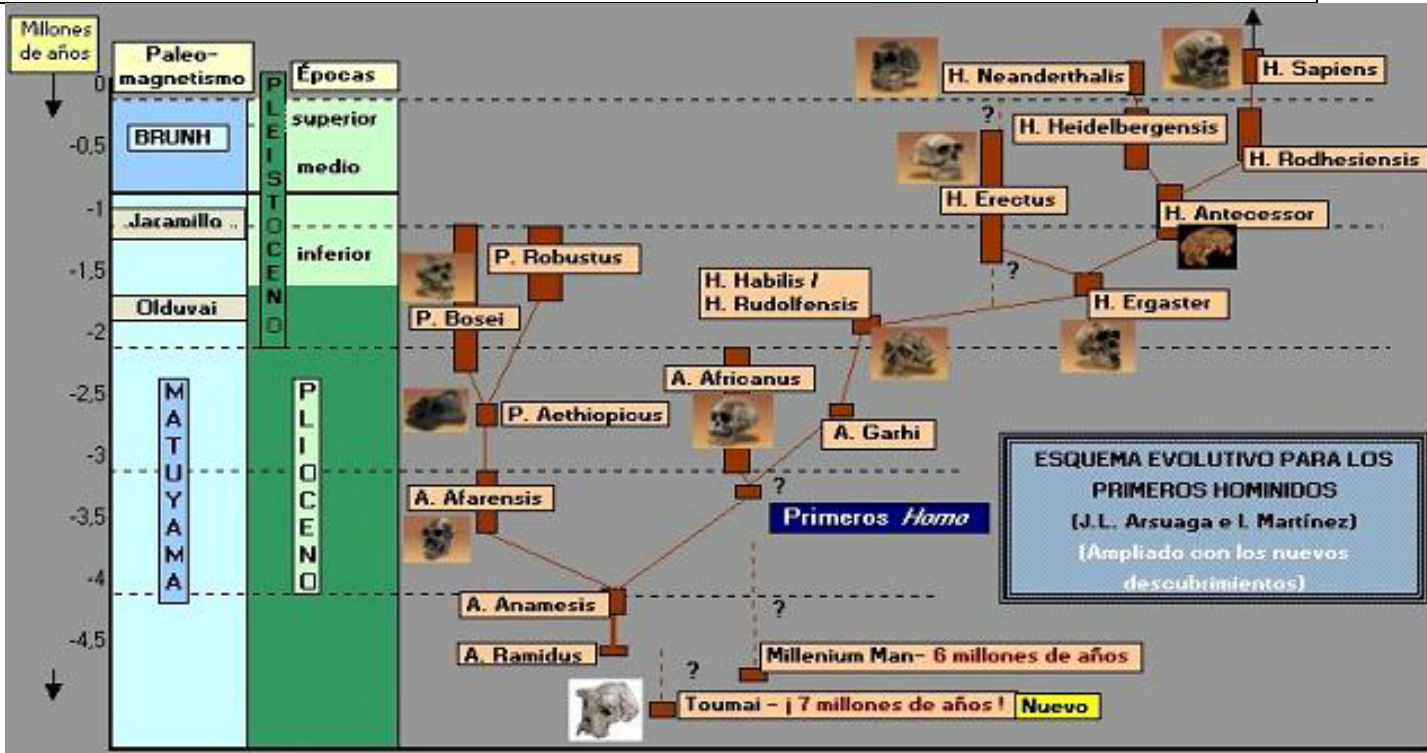 Millones
de años
Paleo-
magnetismo
Épocas
0
-0,5
-1
-1,5
-2
-2,5
-3
-3,5
-4
-4,5
BRUNH
Jaramillo
Olduvai
MATUYAMA
PLEISTOCENO
superior
medio
inferior
PLIOCENO
H. Neanderthalis
H. Sapiens
?
H. Heidelbergensis
H. Rodhesiensis
H. Erectus
H. Antecessor
?
P. Robustus
H. Habilis /
H. Rudolfensis
H. Ergaster
P. Bosei
A. Africanus
P. Aethiopicus
A. Garhi
A. Afarensis
?
Primeros Homo
ESQUEMA EVOLUTIVO PARA LOS
PRIMEROS HOMINIDOS
(J.L. Arsuaga e I. Martínez)
(Ampliado con los nuevos
descubrimientos)
A. Anamesis
?
A. Ramidus
Millenium Man- 6 millones de años
?
Toumai - ¡ 7 millones de años ! Nuevo